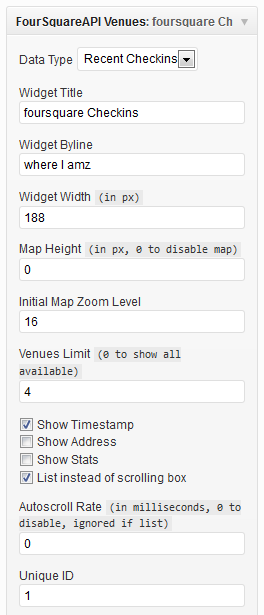 FourSquareAPI Venues: foursquare Ch
Data Type Recent Checkins
Widget Title
foursquare Checkins
Widget Byline
where I amz
Widget Width (in px)
188
Map Height (in px, 0 to disable map)
0
Initial Map Zoom Level
16
Venues Limit (0 to show all
available)
4
Show Timestamp
Show Address
Show Stats
List instead of scrolling box
Autoscroll Rate (in milliseconds, 0 to
disable, ignored if list)
0
Unique ID
1